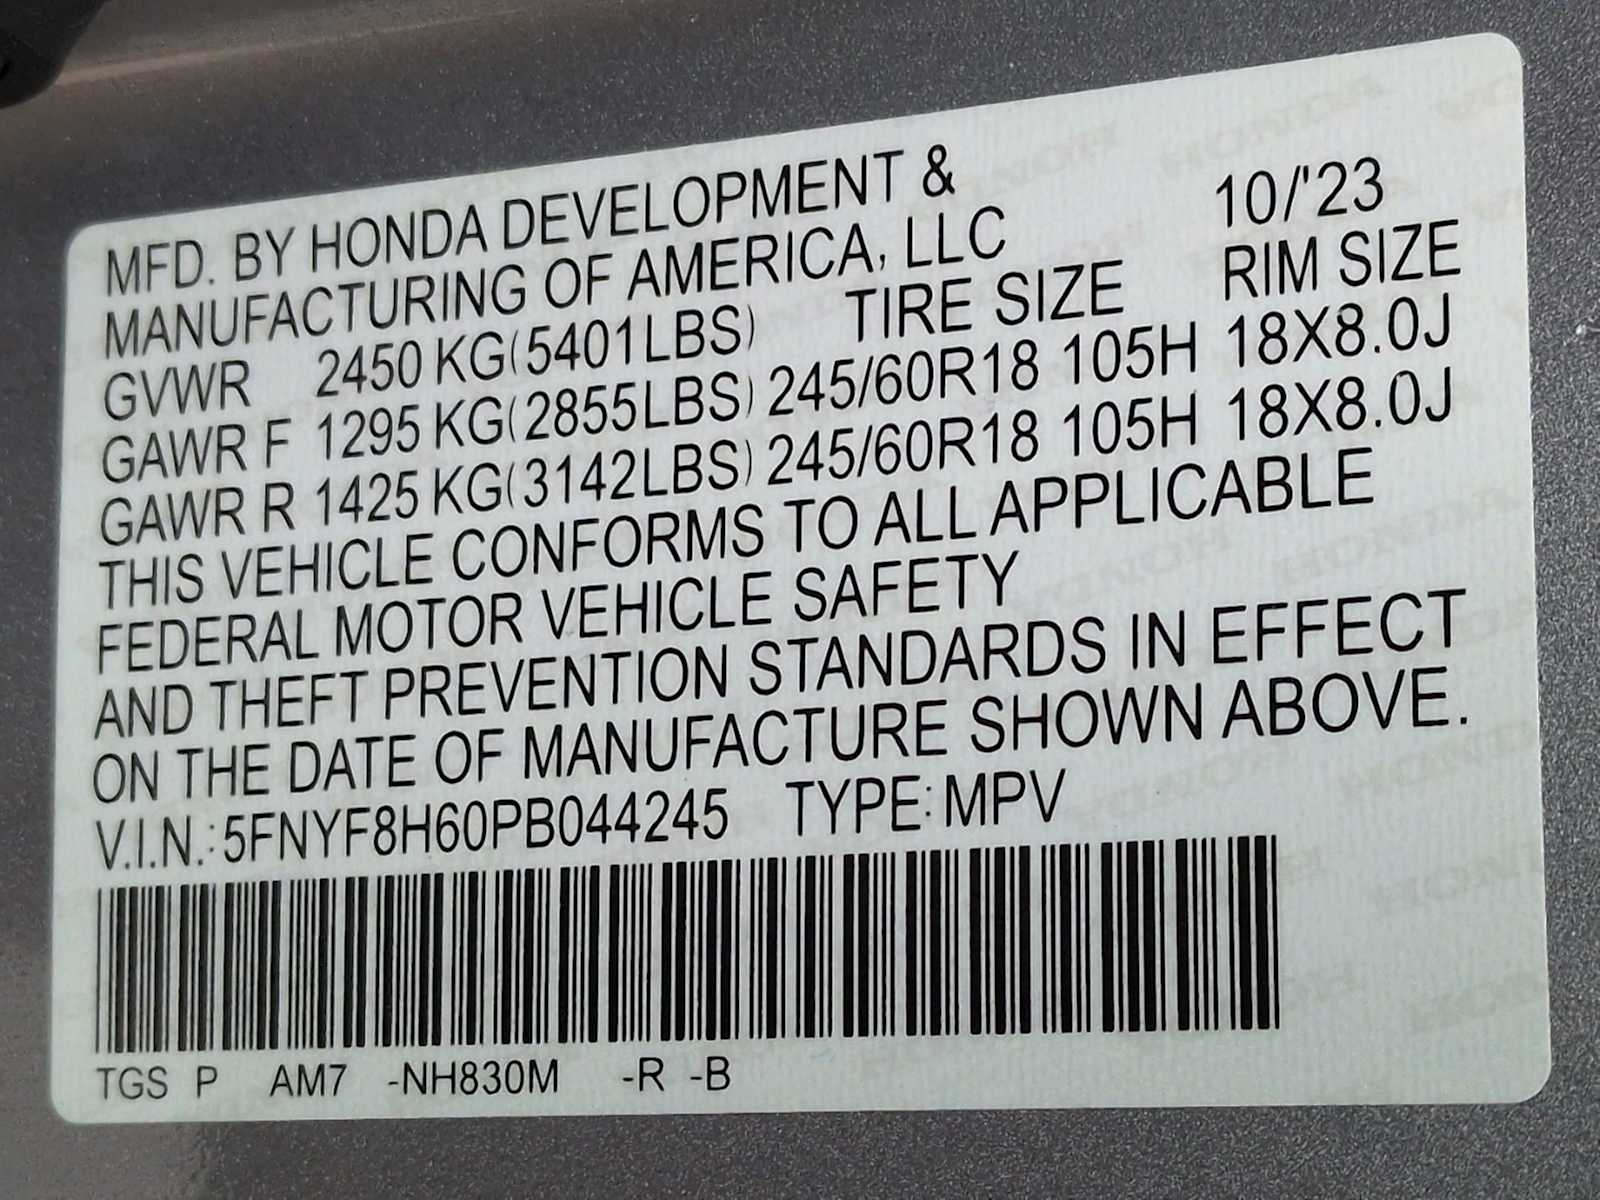 MFD. BY HONDA DEVELOPMENT & 10/'23
MANUFACTURING OF AMERICA, LLC RIM SIZE
GVWR 2450 KG(5401LBS) TIRE SIZE
GAWR F 1295 KG(2855LBS) 245/60R18 105H 18X8.0J
GAWR R 1425 KG(3142LBS) 245/60R18 105H 18X8.0J
THIS VEHICLE CONFORMS TO ALL APPLICABLE
FEDERAL MOTOR VEHICLE SAFETY
AND THEFT PREVENTION STANDARDS IN EFFECT
ON THE DATE OF MANUFACTURE SHOWN ABOVE.
V.I.N.:5FNYF8H60PB044245 TYPE:MPV
TGS P AM7 -NH830M -R -B